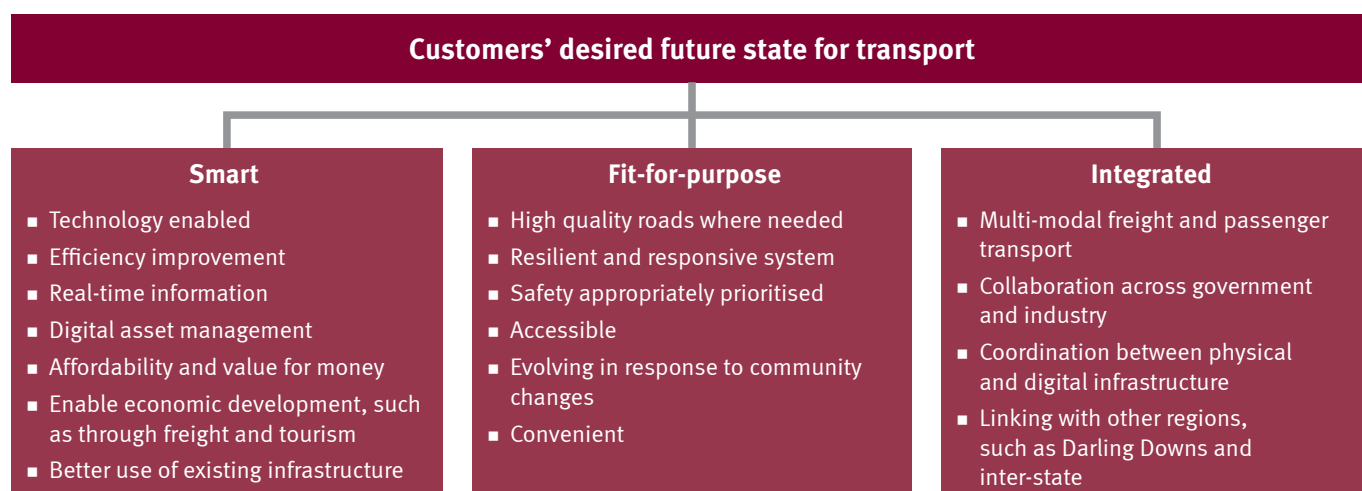 Customers’ desired future state for transport
Smart
■ Technology enabled
■ Efficiency improvement
■ Real-time information
■ Digital asset management
■ Affordability and value for money
■ Enable economic development, such
as through freight and tourism
■ Better use of existing infrastructure
Fit-for-purpose
■ High quality roads where needed
■ Resilient and responsive system
■ Safety appropriately prioritised
■ Accessible
■ Evolving in response to community
changes
■ Convenient
Integrated
■ Multi-modal freight and passenger
transport
■ Collaboration across government
and industry
■ Coordination between physical
and digital infrastructure
■ Linking with other regions,
such as Darling Downs and
inter-state